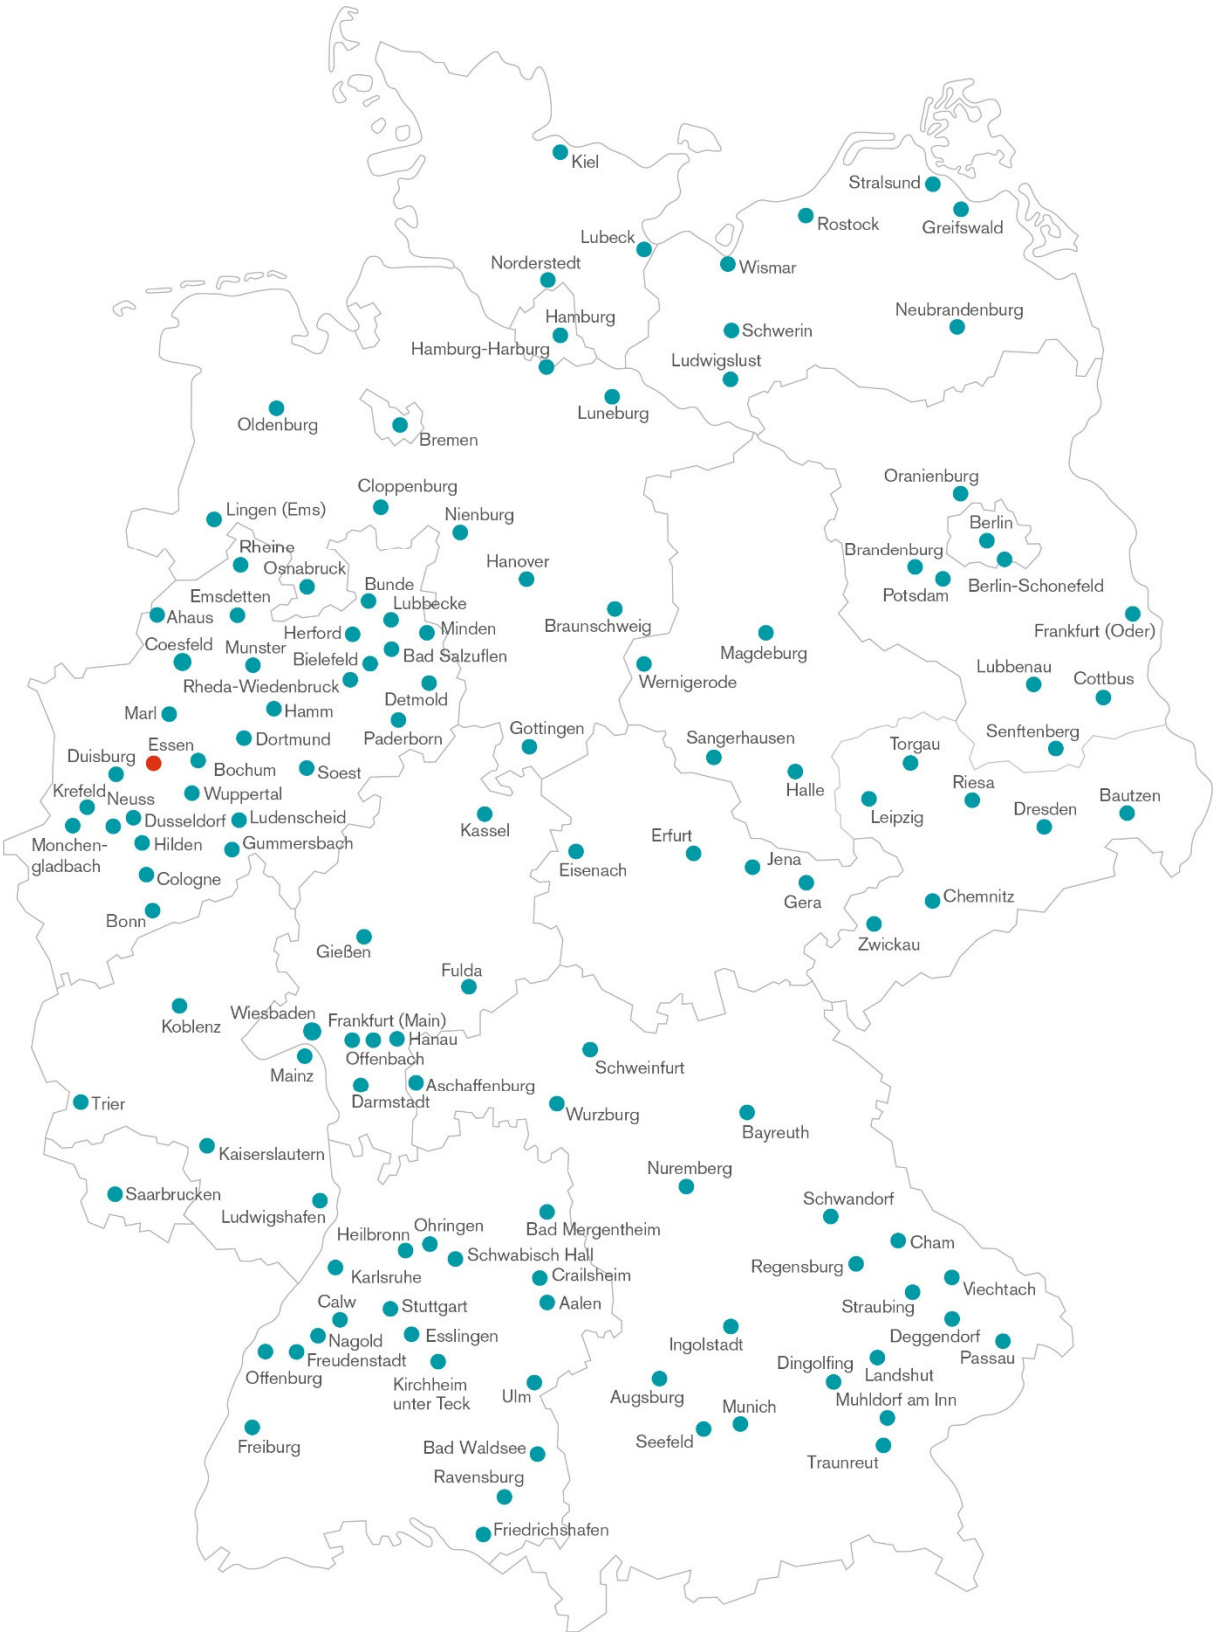 Kiel
Stralsund
Greifswald
Rostock
Lubeck
Wismar
Norderstedt
Hamburg
Neubrandenburg
Schwerin
Hamburg-Harburg
Ludwigslust
Luneburg
Oldenburg
Bremen
Oranienburg
Cloppenburg
Lingen (Ems)
Nienburg
Berlin
Rheine
Brandenburg
Osnabruck
Hanover
Berlin-Schonefeld
Bunde
Potsdam
Emsdetten
Lubbecke
Ahaus
Braunschweig
Minden
Frankfurt (Oder)
Herford
Coesfeld
Munster
Magdeburg
Bad Salzuflen
Bielefeld
Lubbenau
Cottbus
Wernigerode
Rheda-Wiedenbruck
Detmold
Marl
Hamm
Gottingen
Senftenberg
Dortmund
Paderborn
Sangerhausen
Essen
Torgau
Duisburg
Bochum
Soest
Riesa
Halle
Krefeld
Neuss
Wuppertal
Bautzen
Dresden
Leipzig
Dusseldorf
Ludenscheid
Kassel
Erfurt
Monchen-
gladbach
Hilden
Gummersbach
Jena
Eisenach
Cologne
Gera
Chemnitz
Bonn
Zwickau
Gießen
Fulda
Wiesbaden
Frankfurt (Main)
Koblenz
Hanau
Offenbach
Schweinfurt
Mainz
Aschaffenburg
Darmstadt
Trier
Wurzburg
Bayreuth
Kaiserslautern
Nuremberg
Saarbrucken
Schwandorf
Ludwigshafen
Ohringen
Bad Mergentheim
Heilbronn
Cham
Schwabisch Hall
Regensburg
Karlsruhe
Crailsheim
Viechtach
Calw
Stuttgart
Aalen
Straubing
Nagold
Esslingen
Deggendorf
Ingolstadt
Freudenstadt
Passau
Dingolfing
Offenburg
Landshut
Kirchheim
unter Teck
Ulm
Augsburg
Muhldorf am Inn
Munich
Freiburg
Seefeld
Bad Waldsee
Traunreut
Ravensburg
Friedrichshafen